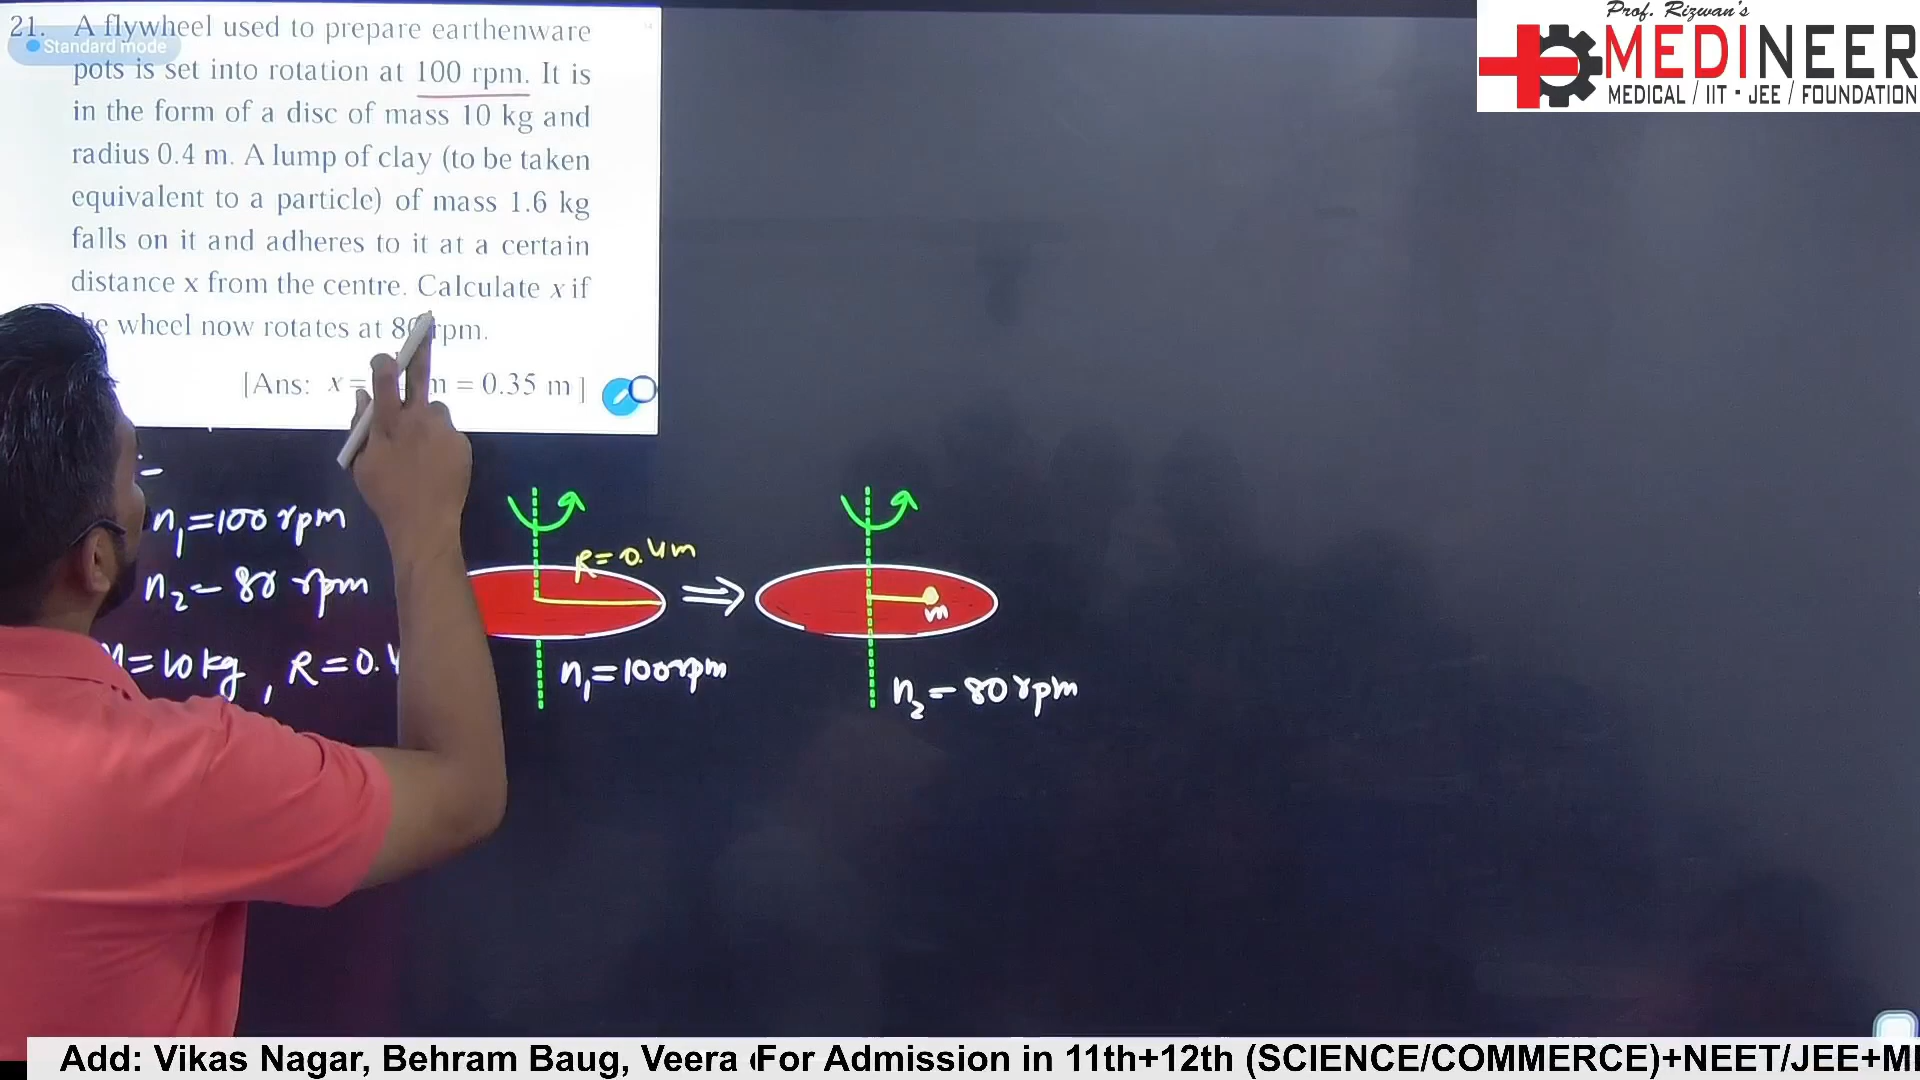 21. A flywheel used to prepare earthenware
Standard mode
pots is set into rotation at 100 rpm. It is
in the form of a disc of mass 10 kg and
radius 0.4 m. A lump of clay (to be taken
equivalent to a particle) of mass 1.6 kg
falls on it and adheres to it at a certain
distance x from the centre. Calculate x if
wheel now rotates at 80 rpm.
[Ans: x = m = 0.35 m ]
Prof. Rizwan's
MEDINEER
MEDICAL / IIT - JEE / FOUNDATION
n₁=100 rpm
n₂=80 rpm
M=10kg, R=0.4
R=0.4m
n₁=100rpm
m
n₂=80rpm
Add: Vikas Nagar, Behram Baug, Veera
For Admission in 11th+12th (SCIENCE/COMMERCE)+NEET/JEE+